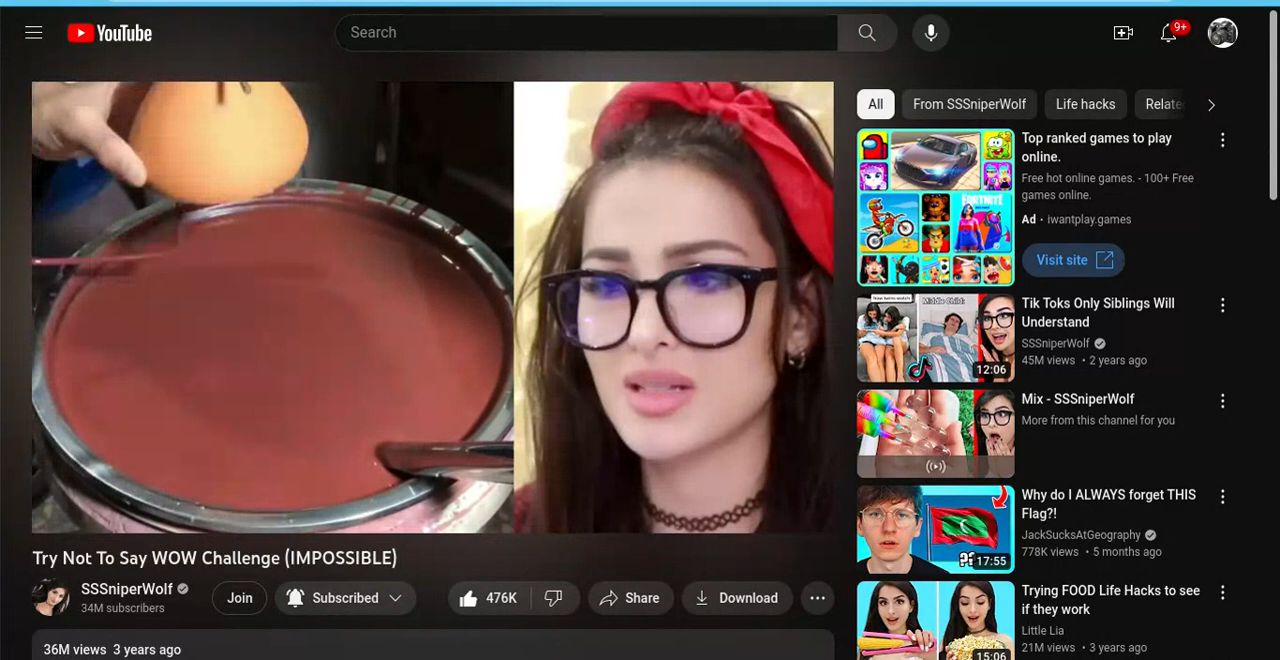 YouTube
Search
9+
All
From SSSniperWolf
Life hacks
Relate
Top ranked games to play
online.
Free hot online games. - 100+ Free
games online.
Ad · iwantplay.games
Visit site
FORTNITE
Middle Child:
12:06
Tik Toks Only Siblings Will
Understand
SSSniperWolf
45M views • 2 years ago
Mix - SSSniperWolf
More from this channel for you
??
17:55
Why do I ALWAYS forget THIS
Flag?!
JackSucksAtGeography
778K views • 5 months ago
15:06
Trying FOOD Life Hacks to see
if they work
Little Lia
21M views • 3 years ago
Try Not To Say WOW Challenge (IMPOSSIBLE)
SSSniperWolf
34M subscribers
Join
Subscribed
476K
Share
Download
36M views 3 years ago